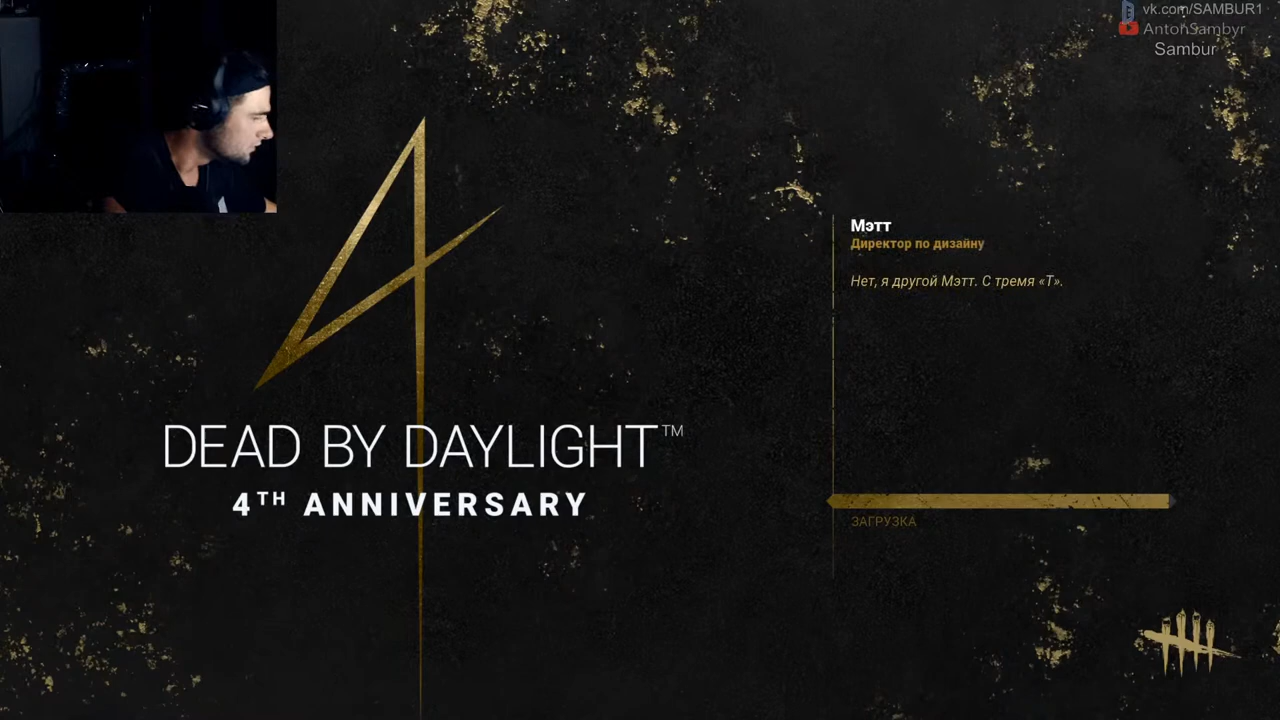 vk.com/SAMBUR1
AntonSambyr
Sambur
Мэтт
Директор по дизайну
Нет, я другой Мэтт. С тремя «Т».
DEAD BY DAYLIGHT™
4TH ANNIVERSARY
ЗАГРУЗКА